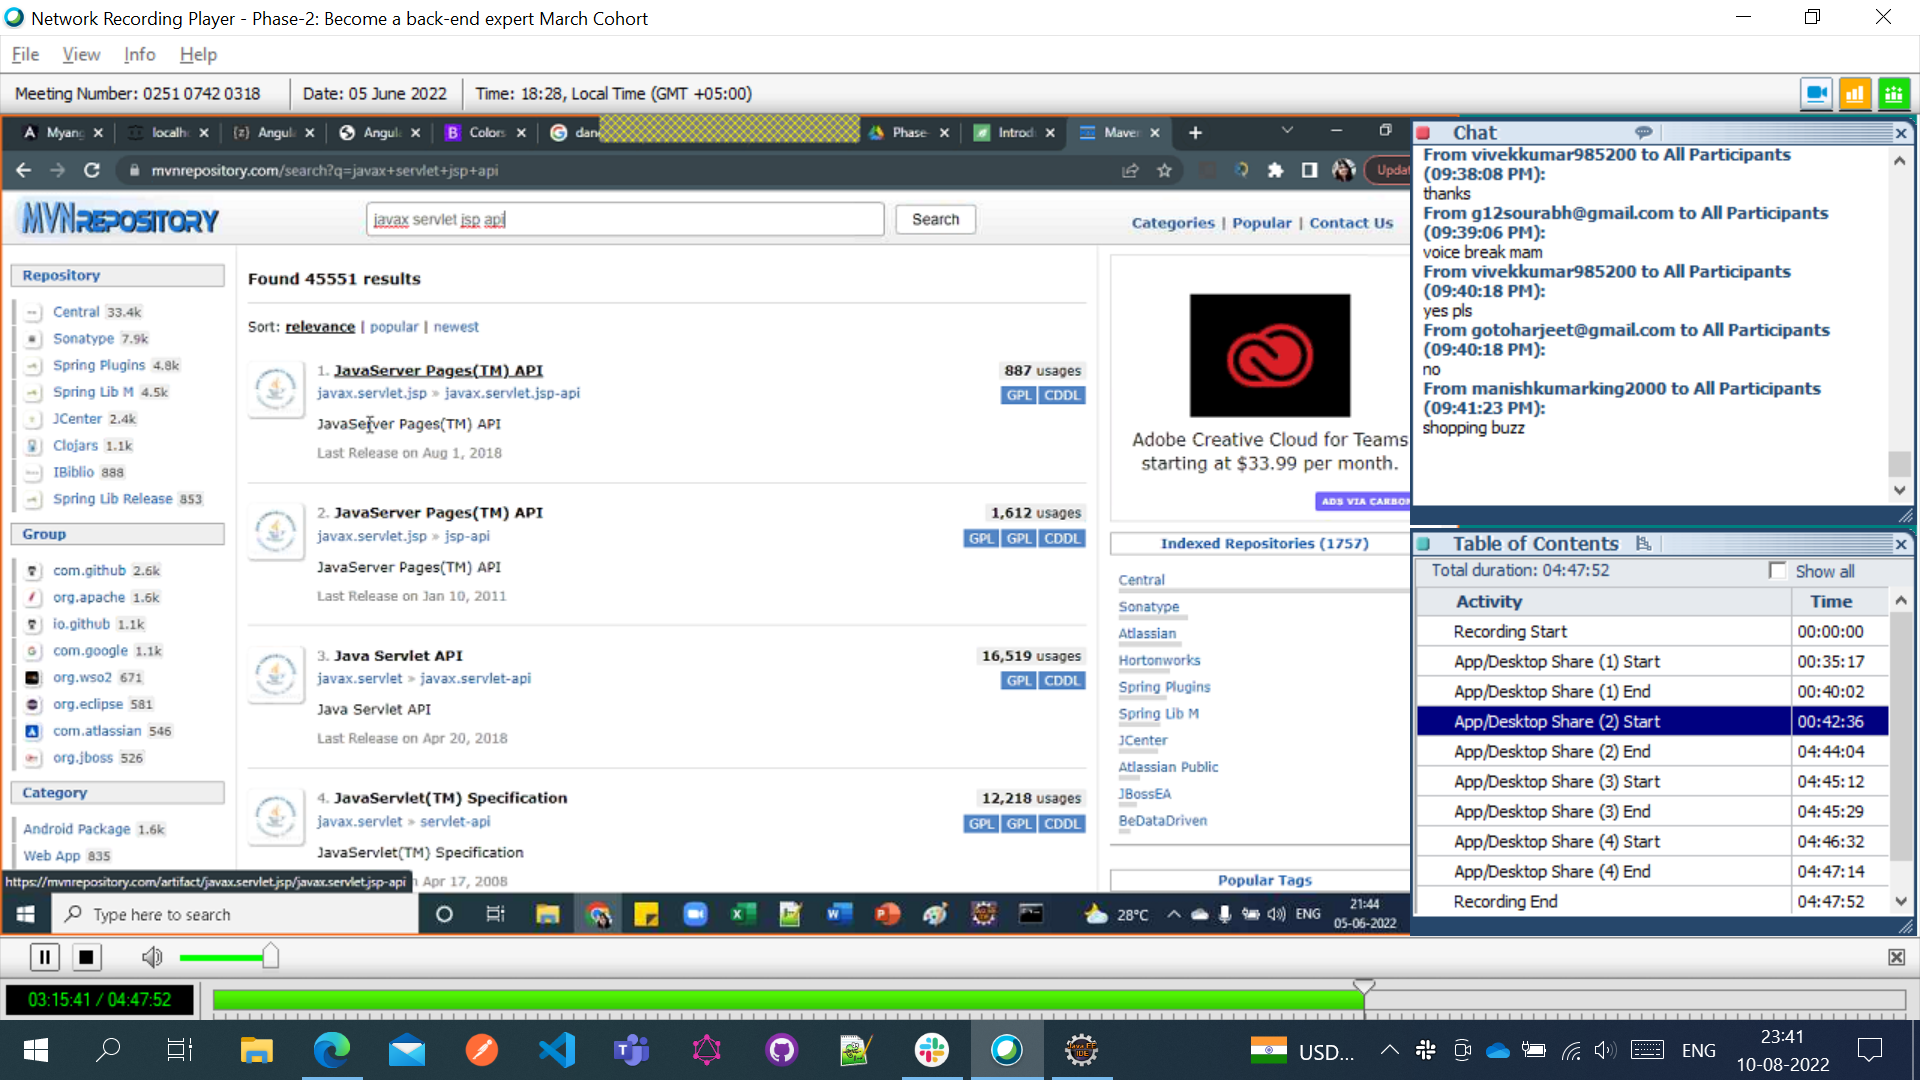 Network Recording Player - Phase-2: Become a back-end expert March Cohort
File View Info Help
Meeting Number: 0251 0742 0318 Date: 05 June 2022 Time: 18:28, Local Time (GMT +05:00)
Myang localh Angula Angula Colors dan Phase- Introd Maven
mvnrepository.com/search?q=javax+servlet+jsp+api
MVNREPOSITORY
javax servlet jsp api
Search
Categories | Popular | Contact Us
Repository
Central 33.4k
Sonatype 7.9k
Spring Plugins 4.8k
Spring Lib M 4.5k
JCenter 2.4k
Clojars 1.1k
IBiblio 888
Spring Lib Release 853
Group
com.github 2.6k
org.apache 1.6k
io.github 1.1k
com.google 1.1k
org.wso2 671
org.eclipse 581
com.atlassian 546
org.jboss 526
Category
Android Package 1.6k
Web App 835
Found 45551 results
Sort: relevance | popular | newest
1. JavaServer Pages(TM) API 887 usages
javax.servlet.jsp » javax.servlet.jsp-api GPL CDDL
JavaServer Pages(TM) API
Last Release on Aug 1, 2018
2. JavaServer Pages(TM) API 1,612 usages
javax.servlet.jsp » jsp-api GPL GPL CDDL
JavaServer Pages(TM) API
Last Release on Jan 10, 2011
3. Java Servlet API 16,519 usages
javax.servlet » javax.servlet-api GPL CDDL
Java Servlet API
Last Release on Apr 20, 2018
4. JavaServlet(TM) Specification 12,218 usages
javax.servlet » servlet-api GPL GPL CDDL
JavaServlet(TM) Specification
Apr 17, 2008
https://mvnrepository.com/artifact/javax.servlet.jsp/javax.servlet.jsp-api
Adobe Creative Cloud for Teams
starting at $33.99 per month.
ADS VIA CARBON
Indexed Repositories (1757)
Central
Sonatype
Atlassian
Hortonworks
Spring Plugins
Spring Lib M
JCenter
Atlassian Public
JBossEA
BeDataDriven
Popular Tags
Type here to search
28°C ENG 21:44
05-06-2022
Chat
From vivekkumar985200 to All Participants
(09:38:08 PM):
thanks
From g12sourabh@gmail.com to All Participants
(09:39:06 PM):
voice break mam
From vivekkumar985200 to All Participants
(09:40:18 PM):
yes pls
From gotoharjeet@gmail.com to All Participants
(09:40:18 PM):
no
From manishkumarking2000 to All Participants
(09:41:23 PM):
shopping buzz
Table of Contents
Total duration: 04:47:52 Show all
Activity Time
Recording Start 00:00:00
App/Desktop Share (1) Start 00:35:17
App/Desktop Share (1) End 00:40:02
App/Desktop Share (2) Start 00:42:36
App/Desktop Share (2) End 04:44:04
App/Desktop Share (3) Start 04:45:12
App/Desktop Share (3) End 04:45:29
App/Desktop Share (4) Start 04:46:32
App/Desktop Share (4) End 04:47:14
Recording End 04:47:52
03:15:41 / 04:47:52
USD... ENG 23:41
10-08-2022